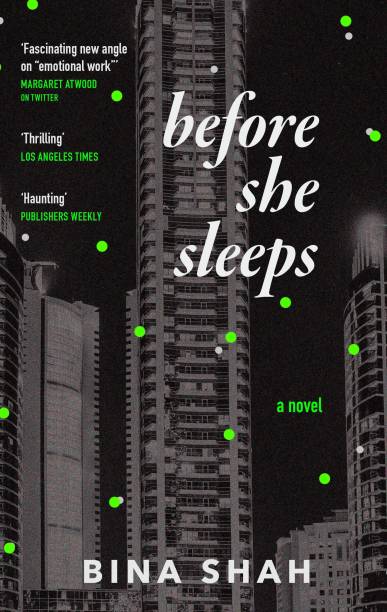 ‘Fascinating new angle
on “emotional work”’
MARGARET ATWOOD
ON TWITTER
‘Thrilling’
LOS ANGELES TIMES
‘Haunting’
PUBLISHERS WEEKLY
before
she
sleeps
a novel
BINA SHAH